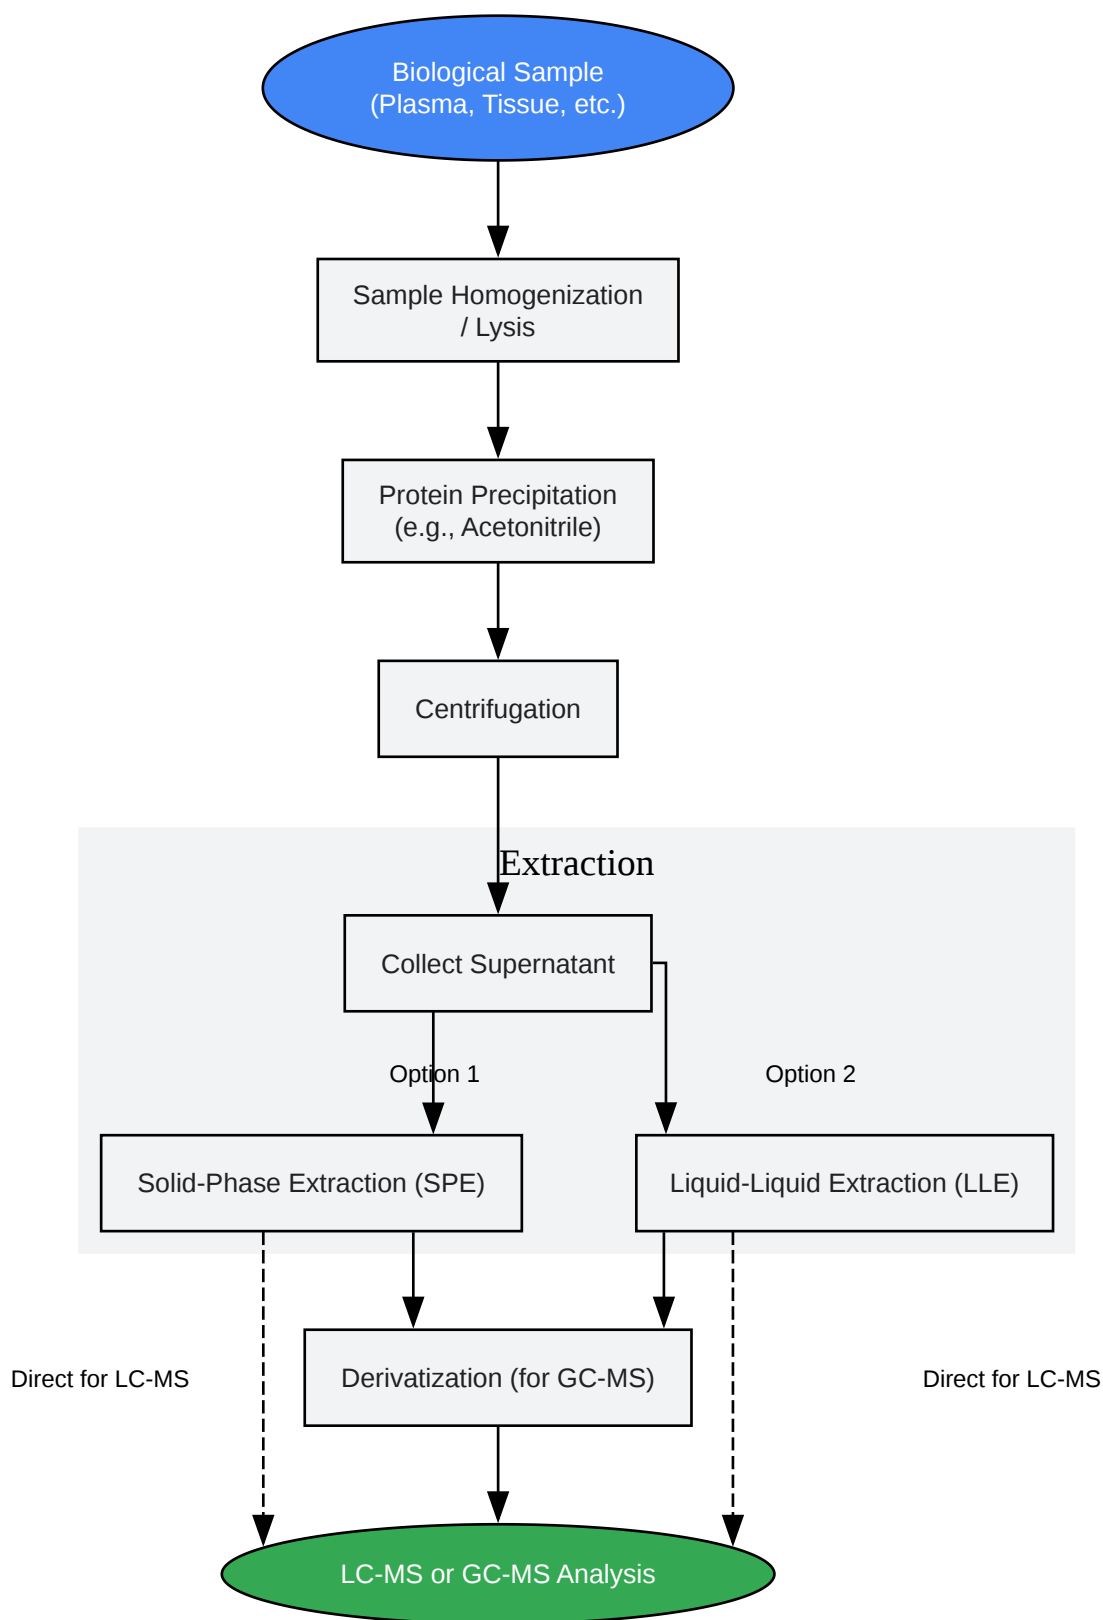 Biological Sample
(Plasma, Tissue, etc.)
Sample Homogenization
/ Lysis
Protein Precipitation
(e.g., Acetonitrile)
Centrifugation
Extraction
Collect Supernatant
Option 1
Option 2
Solid-Phase Extraction (SPE)
Liquid-Liquid Extraction (LLE)
Direct for LC-MS
Derivatization (for GC-MS)
Direct for LC-MS
LC-MS or GC-MS Analysis